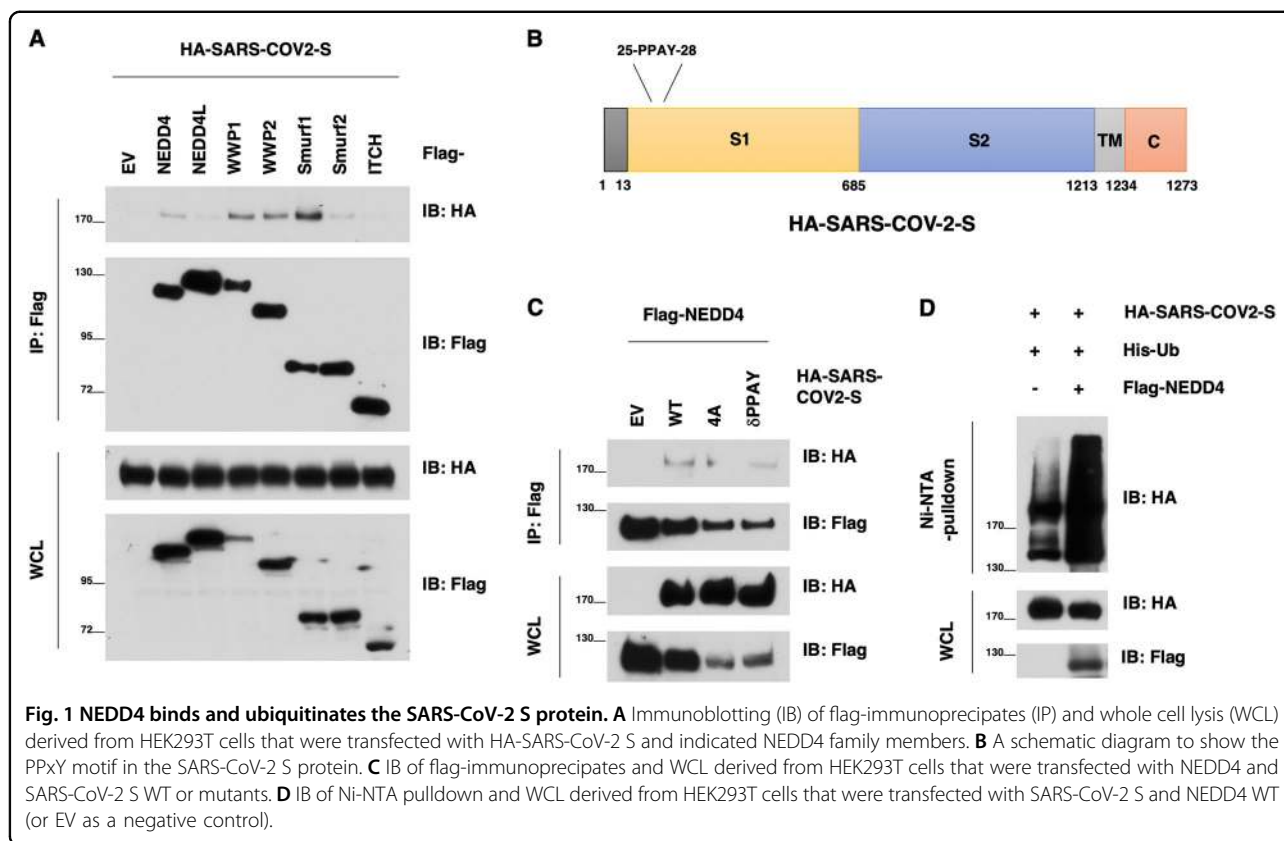 A
HA-SARS-COV2-S
EV
NEDD4
NEDD4L
WWP1
WWP2
Smurf1
Smurf2
ITCH
Flag-
IP: Flag
170
IB: HA
130
95
72
IB: Flag
WCL
IB: HA
95
72
IB: Flag
B
25-PPAY-28
S1
S2
TM
C
1 13 685 1213 1234 1273
HA-SARS-COV-2-S
C
Flag-NEDD4
EV
WT
4A
δPPAY
HA-SARS-
COV2-S
IP: Flag
170
IB: HA
130
IB: Flag
WCL
170
IB: HA
130
IB: Flag
D
+ + HA-SARS-COV2-S
+ + His-Ub
- + Flag-NEDD4
Ni-NTA
-pulldown
170
130
IB: HA
WCL
170
IB: HA
130
IB: Flag
Fig. 1 NEDD4 binds and ubiquitinates the SARS-CoV-2 S protein. A Immunoblotting (IB) of flag-immunoprecipates (IP) and whole cell lysis (WCL)
derived from HEK293T cells that were transfected with HA-SARS-CoV-2 S and indicated NEDD4 family members. B A schematic diagram to show the
PPxY motif in the SARS-CoV-2 S protein. C IB of flag-immunoprecipates and WCL derived from HEK293T cells that were transfected with NEDD4 and
SARS-CoV-2 S WT or mutants. D IB of Ni-NTA pulldown and WCL derived from HEK293T cells that were transfected with SARS-CoV-2 S and NEDD4 WT
(or EV as a negative control).